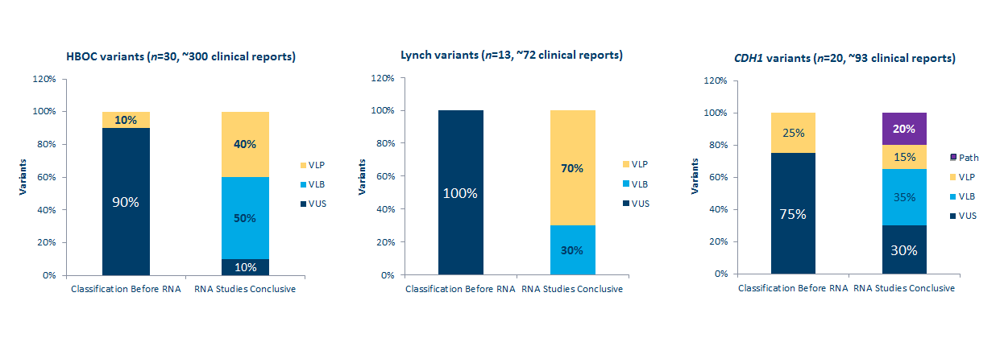 HBOC variants (n=30, ~300 clinical reports)
120%
100%
80%
60%
40%
20%
0%
Variants
10%
90%
40%
50%
10%
VLP
VLB
VUS
Classification Before RNA
RNA Studies Conclusive
Lynch variants (n=13, ~72 clinical reports)
120%
100%
80%
60%
40%
20%
0%
Variants
100%
70%
30%
VLP
VLB
VUS
Classification Before RNA
RNA Studies Conclusive
CDH1 variants (n=20, ~93 clinical reports)
120%
100%
80%
60%
40%
20%
0%
Variants
25%
75%
20%
15%
35%
30%
Path
VLP
VLB
VUS
Classification Before RNA
RNA Studies Conclusive